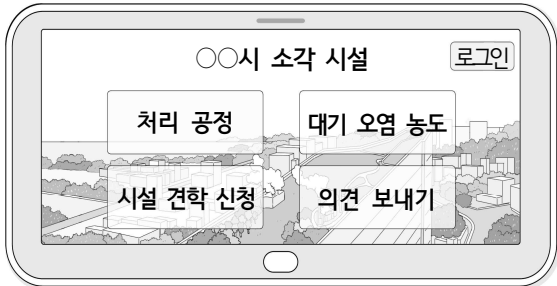 ○○시 소각 시설
로그인
처리 공정
대기 오염 농도
시설 견학 신청
의견 보내기